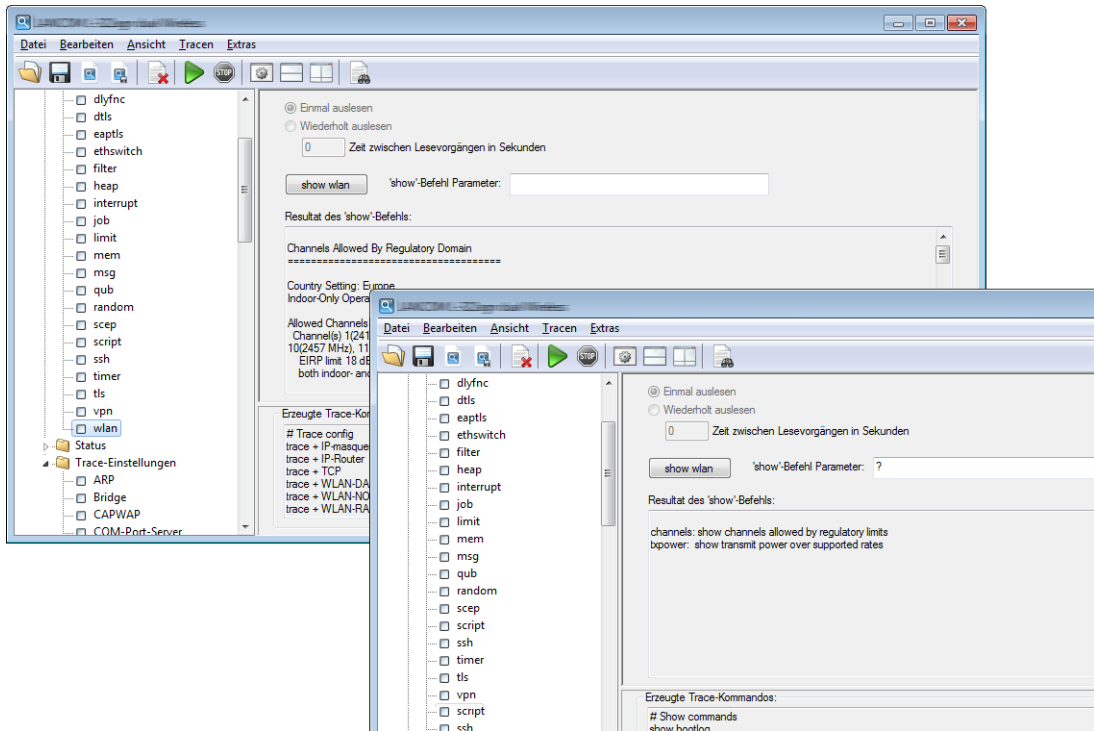 Datei Bearbeiten Ansicht Tracen Extras
STOP
dlyfnc
dtls
eaptls
ethswitch
filter
heap
interrupt
job
limit
mem
msg
qub
random
scep
script
ssh
timer
tls
vpn
wlan
Status
Trace-Einstellungen
ARP
Bridge
CAPWAP
COM-Port-Server
Einmal auslesen
Wiederholt auslesen
0 Zeit zwischen Lesevorgängen in Sekunden
show wlan 'show'-Befehl Parameter:
Resultat des 'show'-Befehls:
Channels Allowed By Regulatory Domain
=====================================
Country Setting: Europe
Indoor-Only Opera
Allowed Channels
Channel(s) 1(241
10(2457 MHz), 11
EIRP limit 18 dB
both indoor- and
Erzeugte Trace-Kor
# Trace config
trace + IP-masque
trace + IP-Router
trace + TCP
trace + WLAN-DA
trace + WLAN-NO
trace + WLAN-RA
Datei Bearbeiten Ansicht Tracen Extras
STOP
dlyfnc
dtls
eaptls
ethswitch
filter
heap
interrupt
job
limit
mem
msg
qub
random
scep
script
ssh
timer
tls
vpn
script
ssh
Einmal auslesen
Wiederholt auslesen
0 Zeit zwischen Lesevorgängen in Sekunden
show wlan 'show'-Befehl Parameter: ?
Resultat des 'show'-Befehls:
channels: show channels allowed by regulatory limits
txpower: show transmit power over supported rates
Erzeugte Trace-Kommandos:
# Show commands
show bootlog